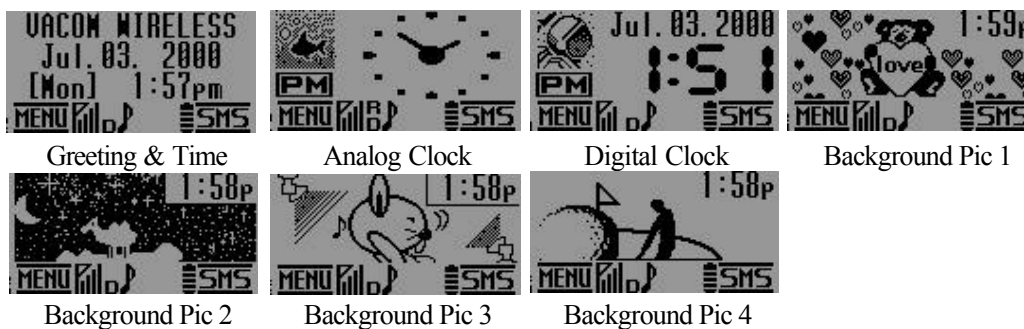 VACOM WIRELESS
Jul. 03. 2000
[Mon] 1:57pm
MENU D SMS
Greeting & Time
PM
MENU R D SMS
Analog Clock
Jul. 03. 2000
PM 1:51
MENU D SMS
Digital Clock
1:59p
love
MENU D SMS
Background Pic 1
1:58p
MENU D SMS
Background Pic 2
1:58p
MENU D SMS
Background Pic 3
1:58p
MENU D SMS
Background Pic 4